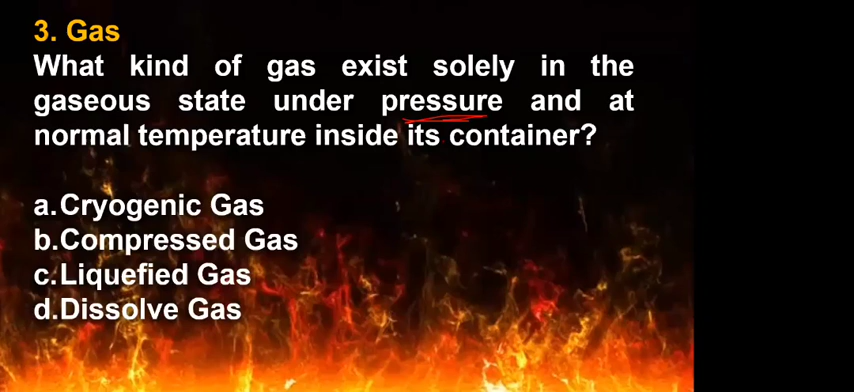 3. Gas
What kind of gas exist solely in the
gaseous state under pressure and at
normal temperature inside its container?
a.Cryogenic Gas
b.Compressed Gas
c.Liquefied Gas
d.Dissolve Gas